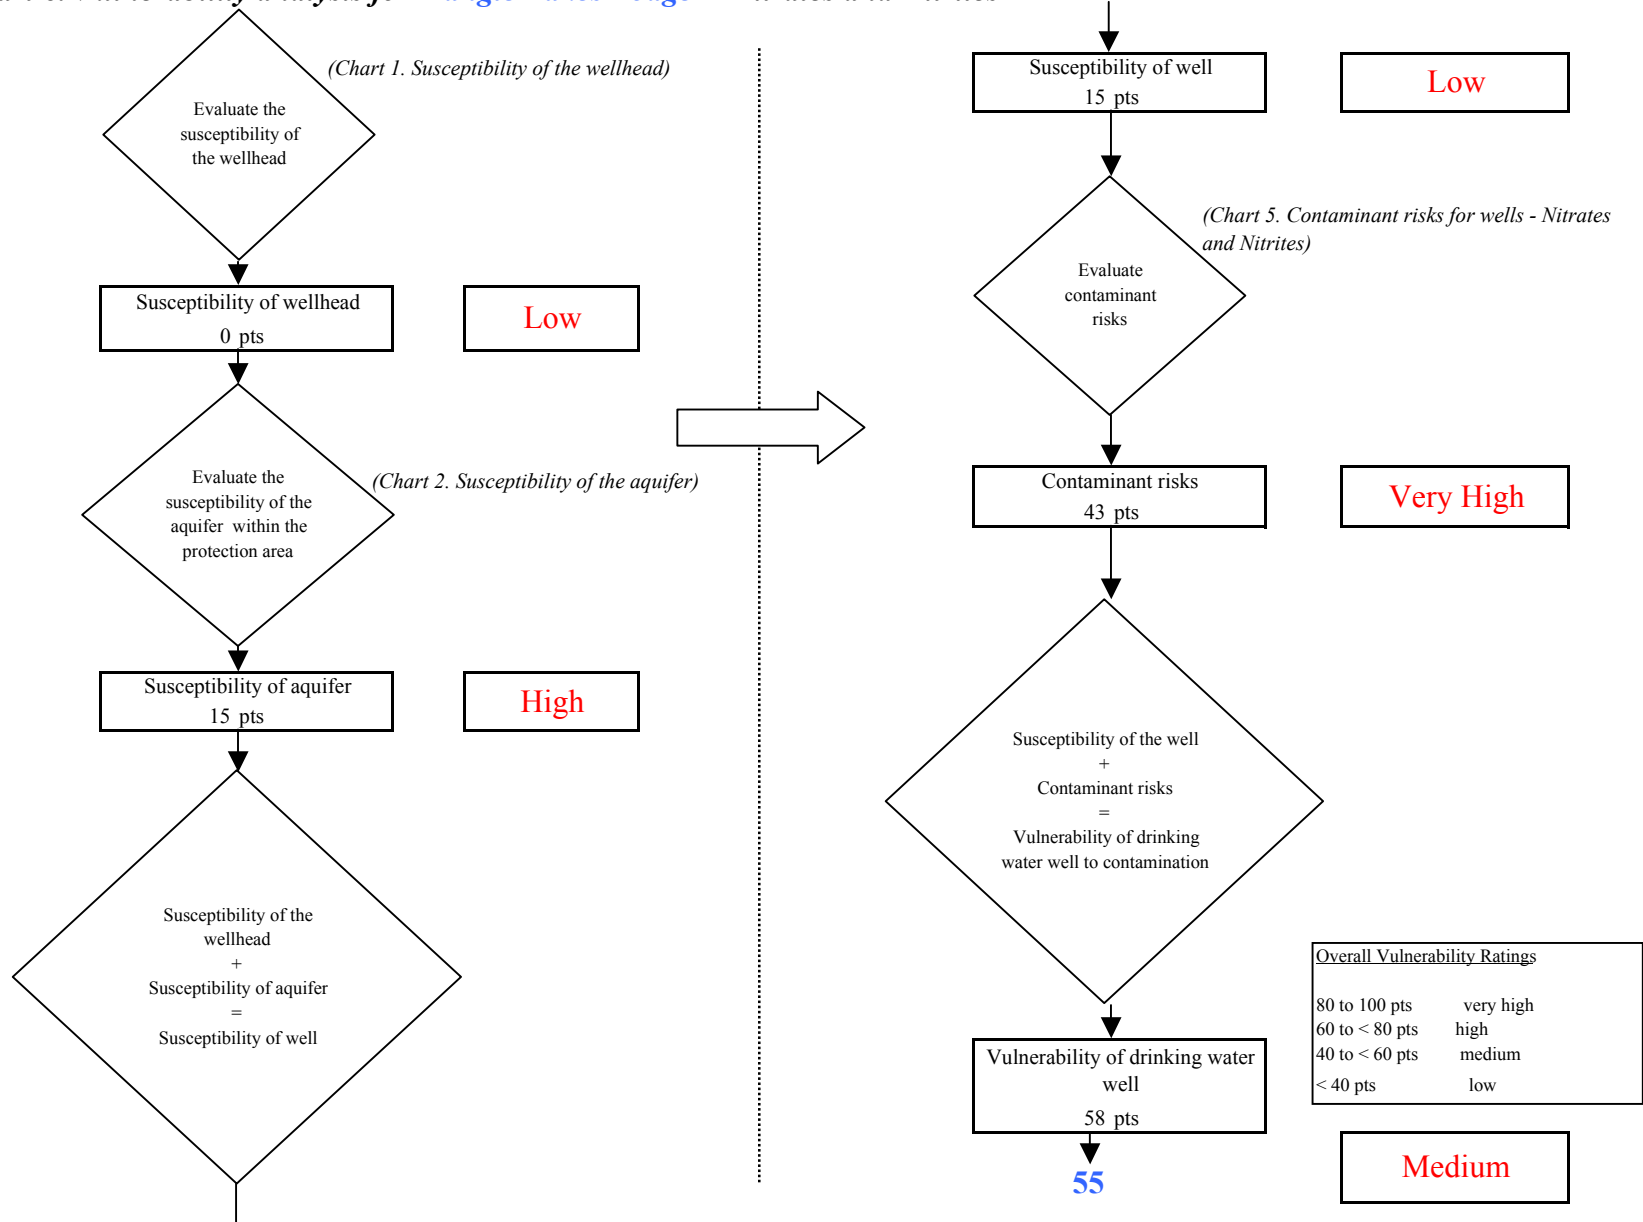 (Chart 1. Susceptibility of the wellhead)
Evaluate the
susceptibility of
the wellhead
Susceptibility of wellhead
0 pts
Low
Evaluate the
susceptibility of the
aquifer within the
protection area
(Chart 2. Susceptibility of the aquifer)
Susceptibility of aquifer
15 pts
High
Susceptibility of the
wellhead
+
Susceptibility of aquifer
=
Susceptibility of well
Susceptibility of well
15 pts
Low
(Chart 5. Contaminant risks for wells - Nitrates
and Nitrites)
Evaluate
contaminant
risks
Contaminant risks
43 pts
Very High
Susceptibility of the well
+
Contaminant risks
=
Vulnerability of drinking
water well to contamination
Overall Vulnerability Ratings
80 to 100 pts very high
60 to < 80 pts high
40 to < 60 pts medium
< 40 pts low
Vulnerability of drinking water
well
58 pts
55
Medium